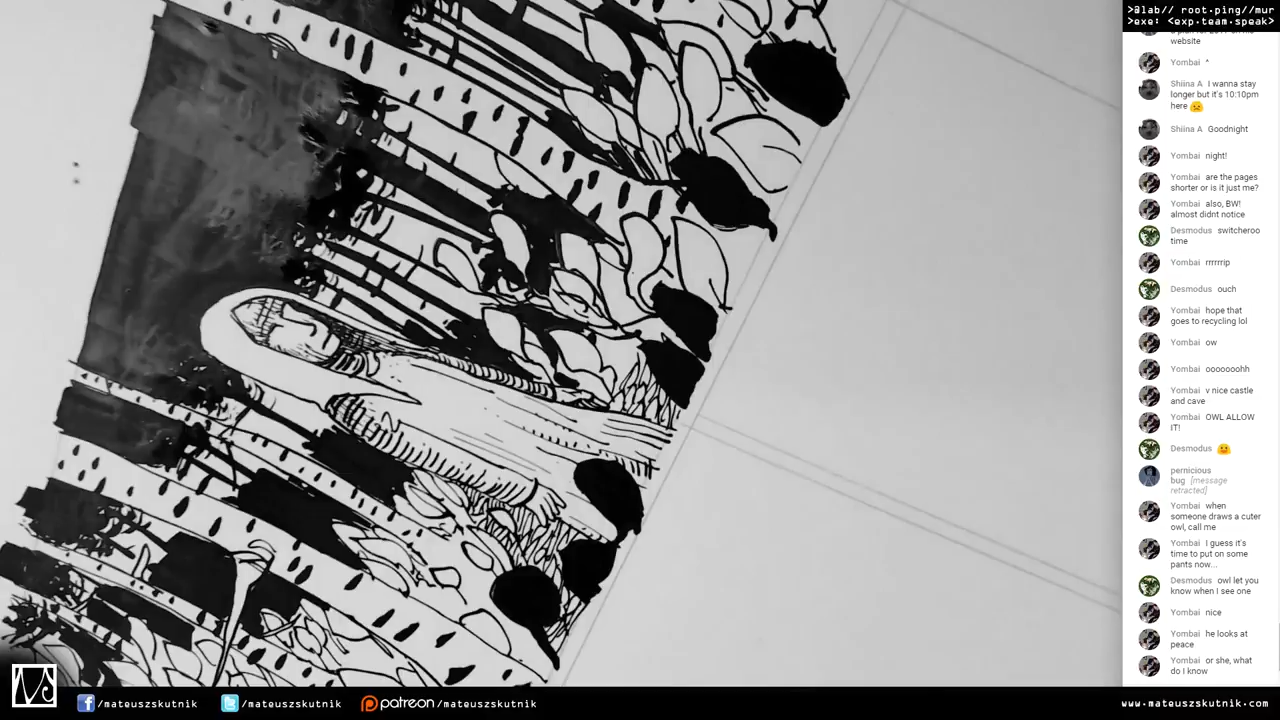 >@lab// root.ping//mur
>exe: <exp.team.speak>
website
Yombai ^
Shiina A I wanna stay
longer but it's 10:10pm
here
Shiina A Goodnight
Yombai night!
Yombai are the pages
shorter or is it just me?
Yombai also, BW!
almost didnt notice
Desmodus switcheroo
time
Yombai rrrrrrip
Desmodus ouch
Yombai hope that
goes to recycling lol
Yombai ow
Yombai ooooooohh
Yombai v nice castle
and cave
Yombai OWL ALLOW
IT!
Desmodus
pernicious
bug [message
retracted]
Yombai when
someone draws a cuter
owl, call me
Yombai I guess it's
time to put on some
pants now...
Desmodus owl let you
know when I see one
Yombai nice
Yombai he looks at
peace
Yombai or she, what
do I know
/mateuszskutnik
/mateuszskutnik
patreon/mateuszskutnik
www.mateuszskutnik.com